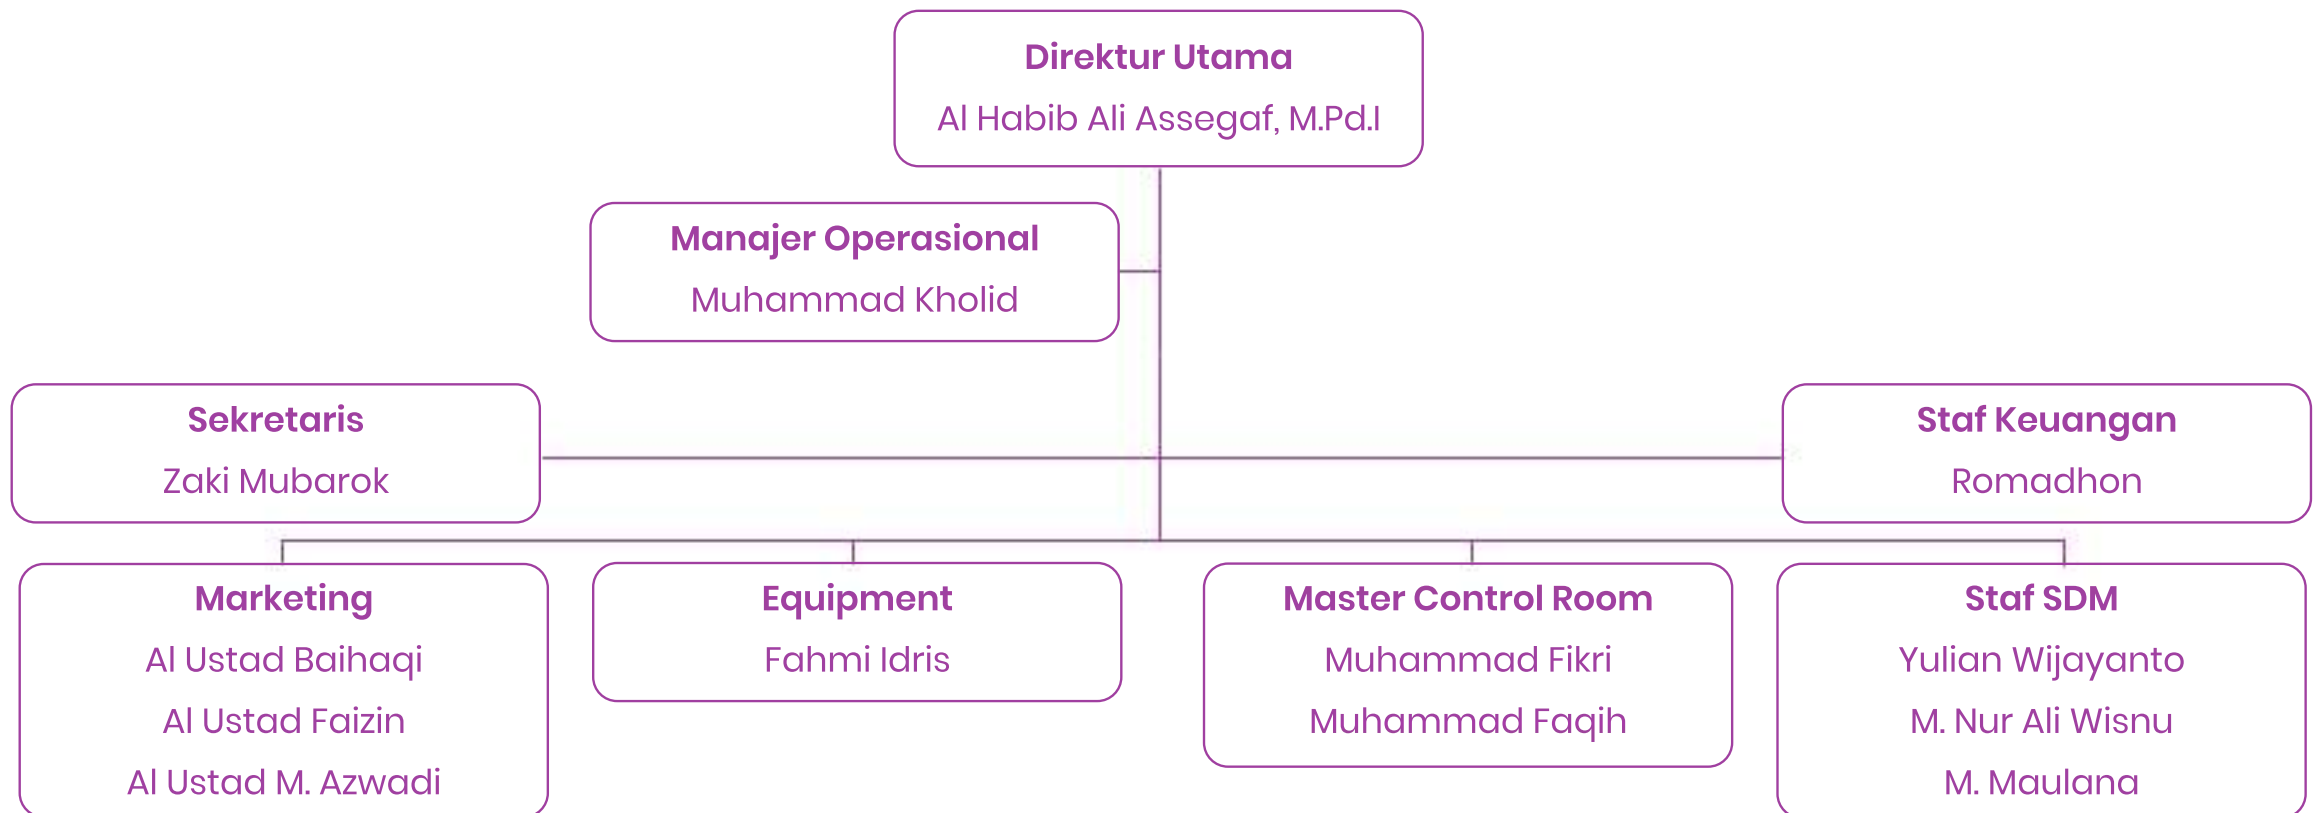 Direktur Utama
Al Habib Ali Assegaf, M.Pd.I
Manajer Operasional
Muhammad Kholid
Sekretaris
Zaki Mubarok
Staf Keuangan
Romadhon
Marketing
Al Ustad Baihaqi
Al Ustad Faizin
Al Ustad M. Azwadi
Equipment
Fahmi Idris
Master Control Room
Muhammad Fikri
Muhammad Faqih
Staf SDM
Yulian Wijayanto
M. Nur Ali Wisnu
M. Maulana